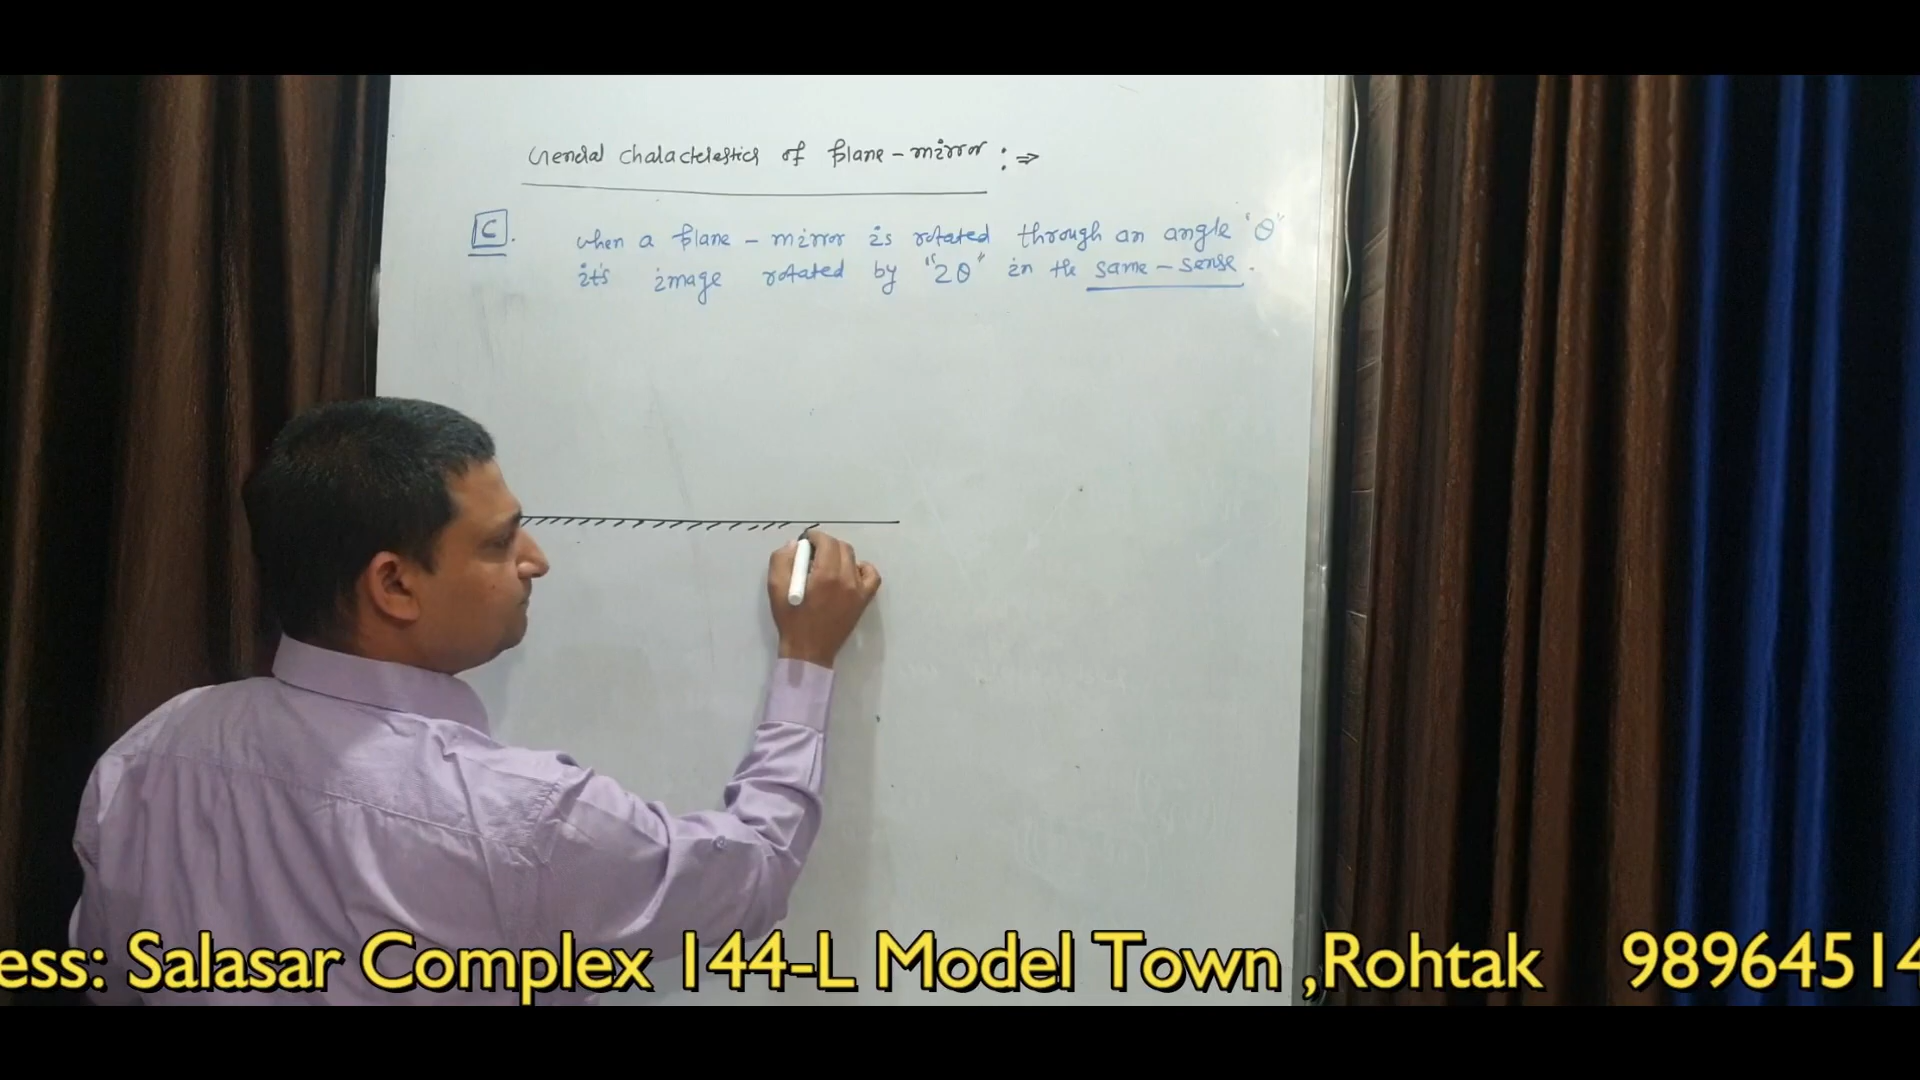 General characterestics of plane-mirror :⇒
C. when a plane-mirror is rotated through an angle "θ"
it's image rotated by "2θ" in the same-sense.
ess: Salasar Complex 144-L Model Town ,Rohtak 98964514